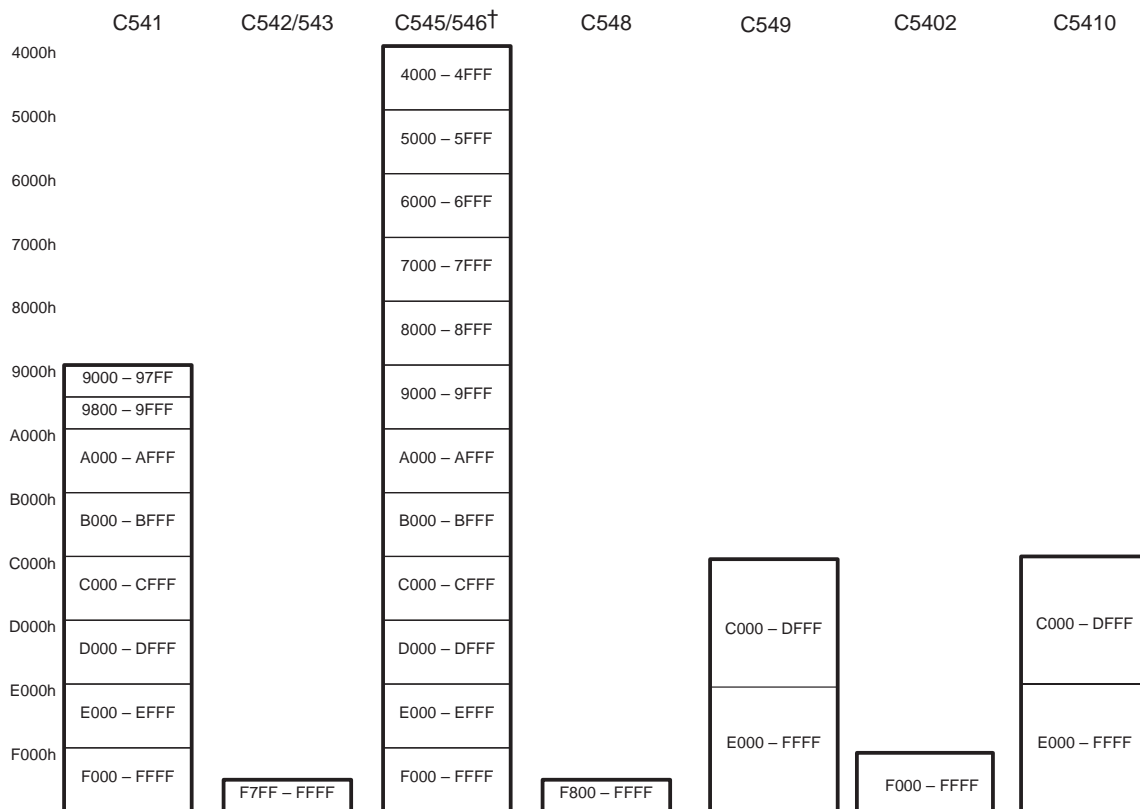 C541 C542/543 C545/546† C548 C549 C5402 C5410
4000h
4000 – 4FFF
5000h
5000 – 5FFF
6000h
6000 – 6FFF
7000h
7000 – 7FFF
8000h
8000 – 8FFF
9000h
9000 – 97FF
9000 – 9FFF
9800 – 9FFF
A000h
A000 – AFFF A000 – AFFF
B000h
B000 – BFFF B000 – BFFF
C000h
C000 – CFFF C000 – CFFF
D000h
C000 – DFFF C000 – DFFF
D000 – DFFF D000 – DFFF
E000h
E000 – EFFF E000 – EFFF
E000 – FFFF E000 – FFFF
F000h
F000 – FFFF F000 – FFFF
F7FF – FFFF F800 – FFFF F000 – FFFF